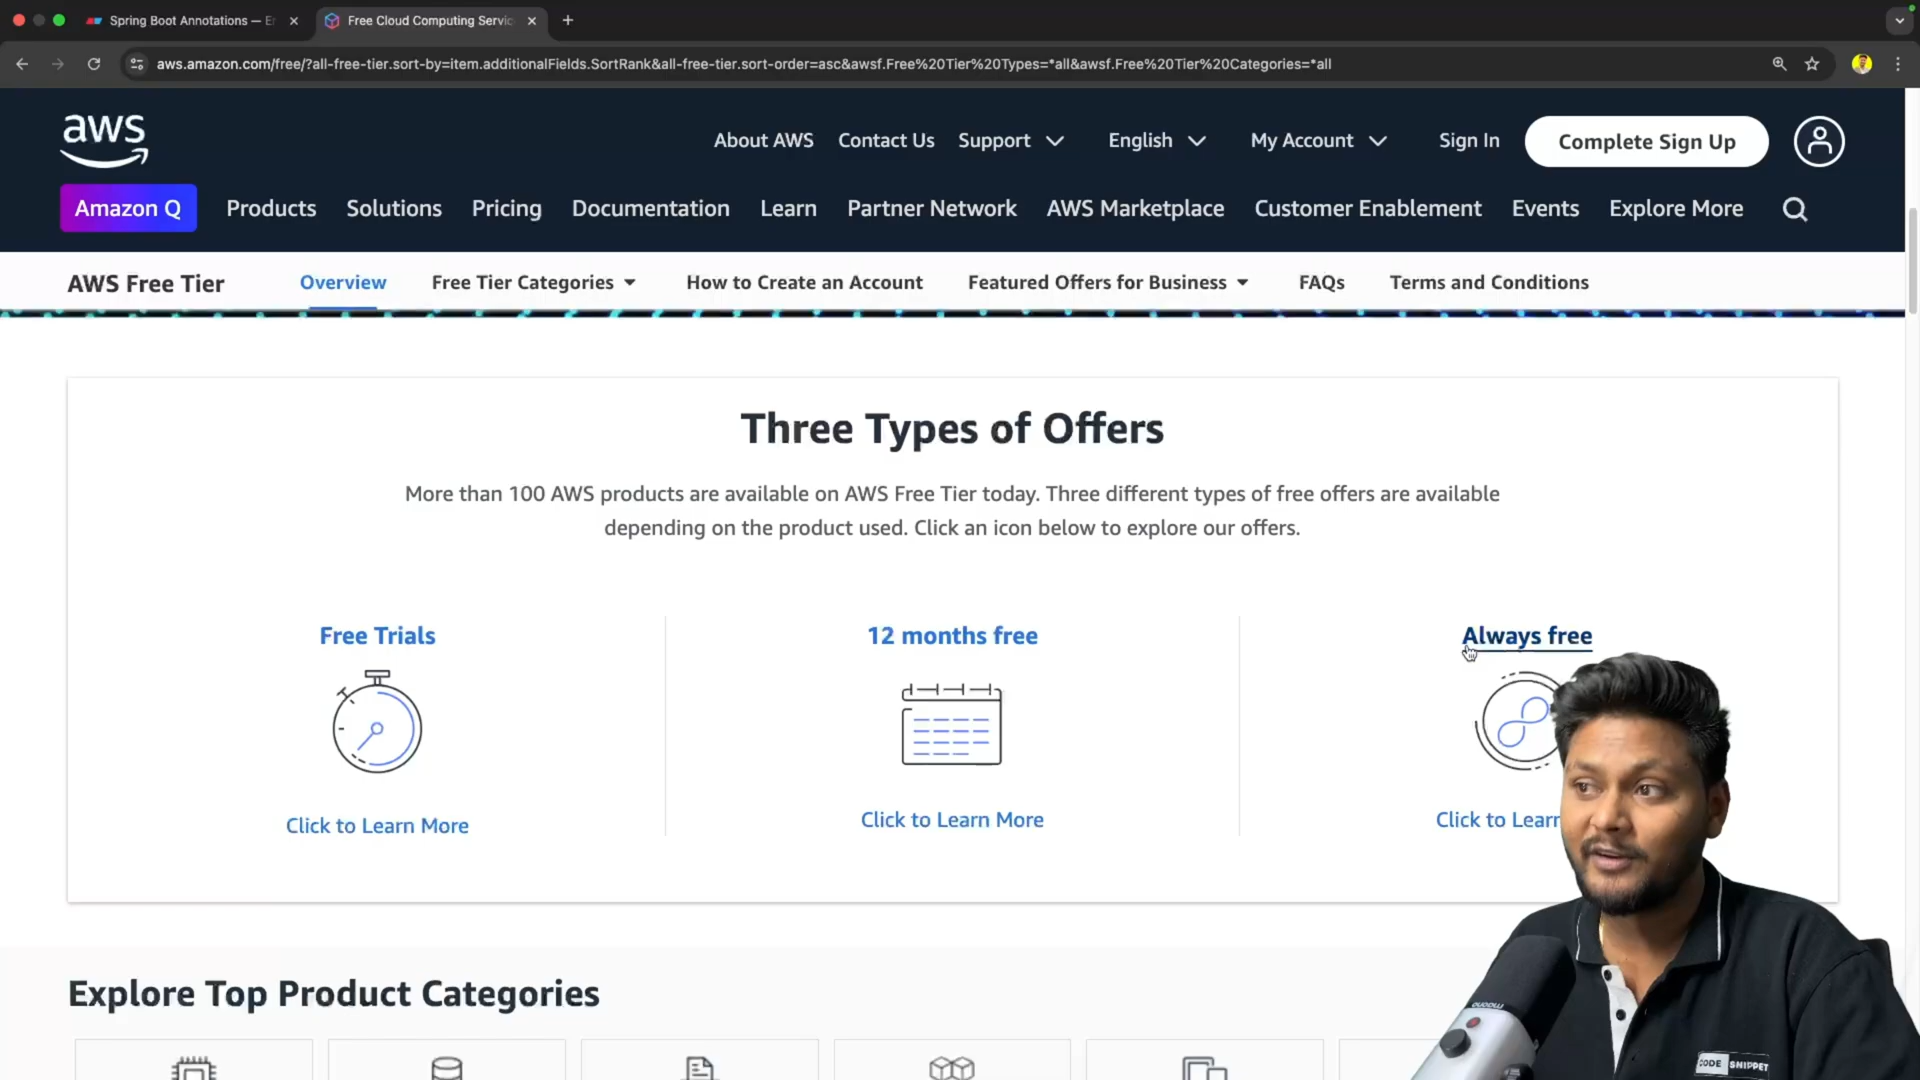 Spring Boot Annotations — E
Free Cloud Computing Servic
aws.amazon.com/free/?all-free-tier.sort-by=item.additionalFields.SortRank&all-free-tier.sort-order=asc&awsf.Free%20Tier%20Types=*all&awsf.Free%20Tier%20Categories=*all
aws
About AWS Contact Us Support English My Account Sign In Complete Sign Up
Amazon Q Products Solutions Pricing Documentation Learn Partner Network AWS Marketplace Customer Enablement Events Explore More
AWS Free Tier Overview Free Tier Categories How to Create an Account Featured Offers for Business FAQs Terms and Conditions
Three Types of Offers
More than 100 AWS products are available on AWS Free Tier today. Three different types of free offers are available
depending on the product used. Click an icon below to explore our offers.
Free Trials 12 months free Always free
Click to Learn More Click to Learn More Click to Lear
Explore Top Product Categories
CODE SNIPPET